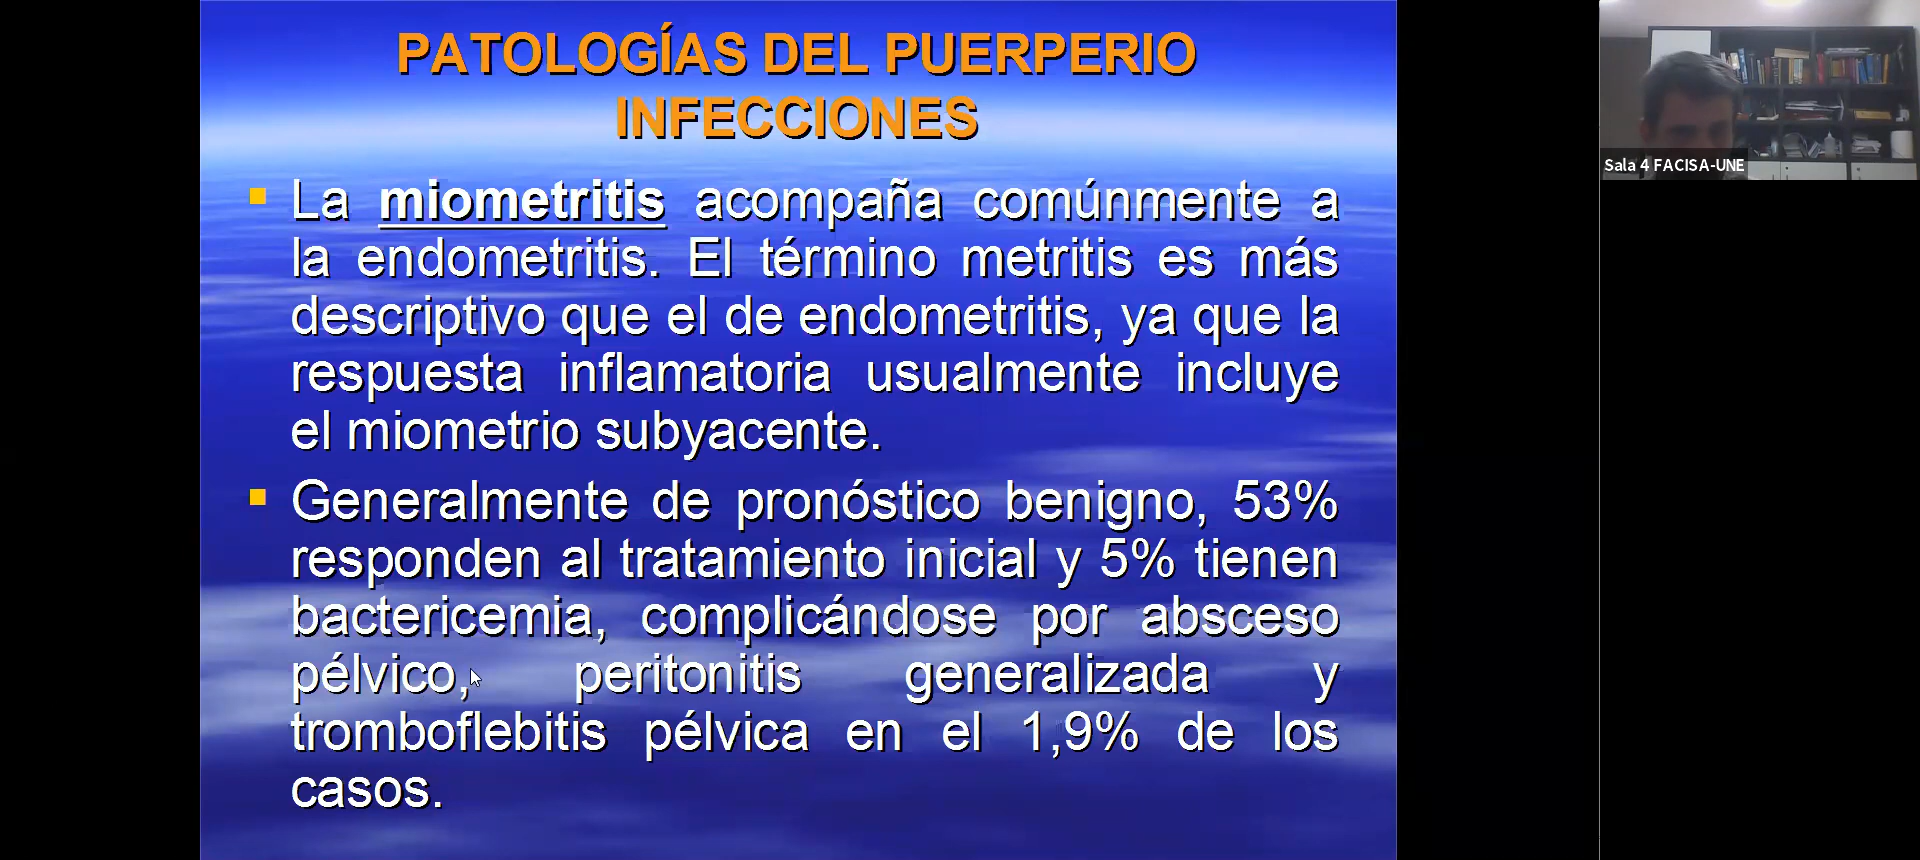 PATOLOGÍAS DEL PUERPERIO
INFECCIONES
La miometritis acompaña comúnmente a
la endometritis. El término metritis es más
descriptivo que el de endometritis, ya que la
respuesta inflamatoria usualmente incluye
el miometrio subyacente.
Generalmente de pronóstico benigno, 53%
responden al tratamiento inicial y 5% tienen
bactericemia, complicándose por absceso
pélvico, peritonitis generalizada y
tromboflebitis pélvica en el 1,9% de los
casos.
Sala 4 FACISA-UNE